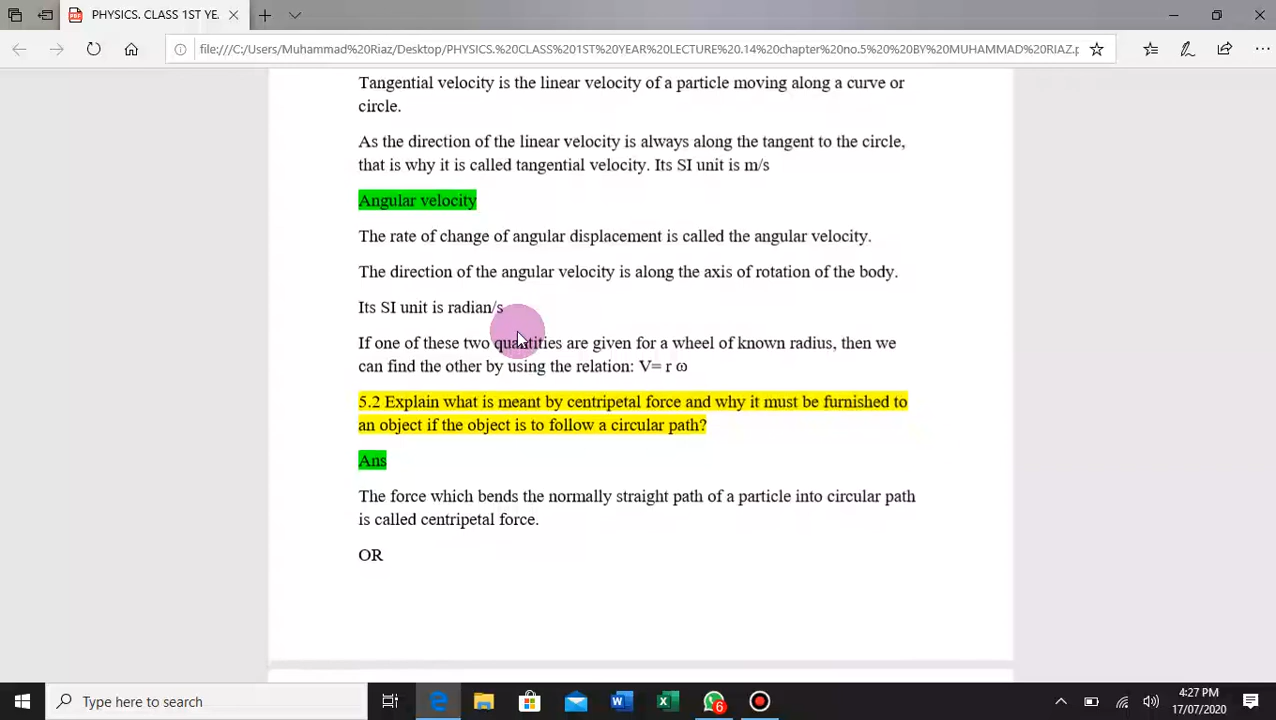 PHYSICS. CLASS 1ST YE.
file:///C:/Users/Muhammad%20Riaz/Desktop/PHYSICS.%20CLASS%201ST%20YEAR%20LECTURE%20.14%20chapter%20no.5%20%20BY%20MUHAMMAD%20RIAZ.p
Tangential velocity is the linear velocity of a particle moving along a curve or
circle.
As the direction of the linear velocity is always along the tangent to the circle,
that is why it is called tangential velocity. Its SI unit is m/s
Angular velocity
The rate of change of angular displacement is called the angular velocity.
The direction of the angular velocity is along the axis of rotation of the body.
Its SI unit is radian/s
If one of these two quantities are given for a wheel of known radius, then we
can find the other by using the relation: V= r ω
5.2 Explain what is meant by centripetal force and why it must be furnished to
an object if the object is to follow a circular path?
Ans
The force which bends the normally straight path of a particle into circular path
is called centripetal force.
OR
Type here to search
6
4:27 PM
17/07/2020